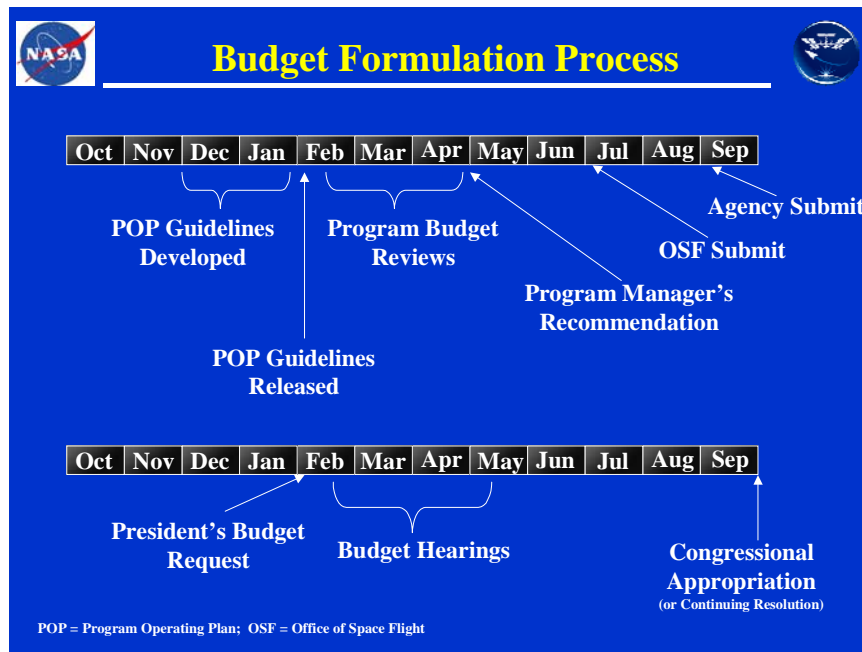 NASA
Budget Formulation Process
Oct Nov Dec Jan Feb Mar Apr May Jun Jul Aug Sep
POP Guidelines
Developed
Program Budget
Reviews
Agency Submit
OSF Submit
Program Manager’s
Recommendation
POP Guidelines
Released
Oct Nov Dec Jan Feb Mar Apr May Jun Jul Aug Sep
President’s Budget
Request
Budget Hearings
Congressional
Appropriation
(or Continuing Resolution)
POP = Program Operating Plan; OSF = Office of Space Flight